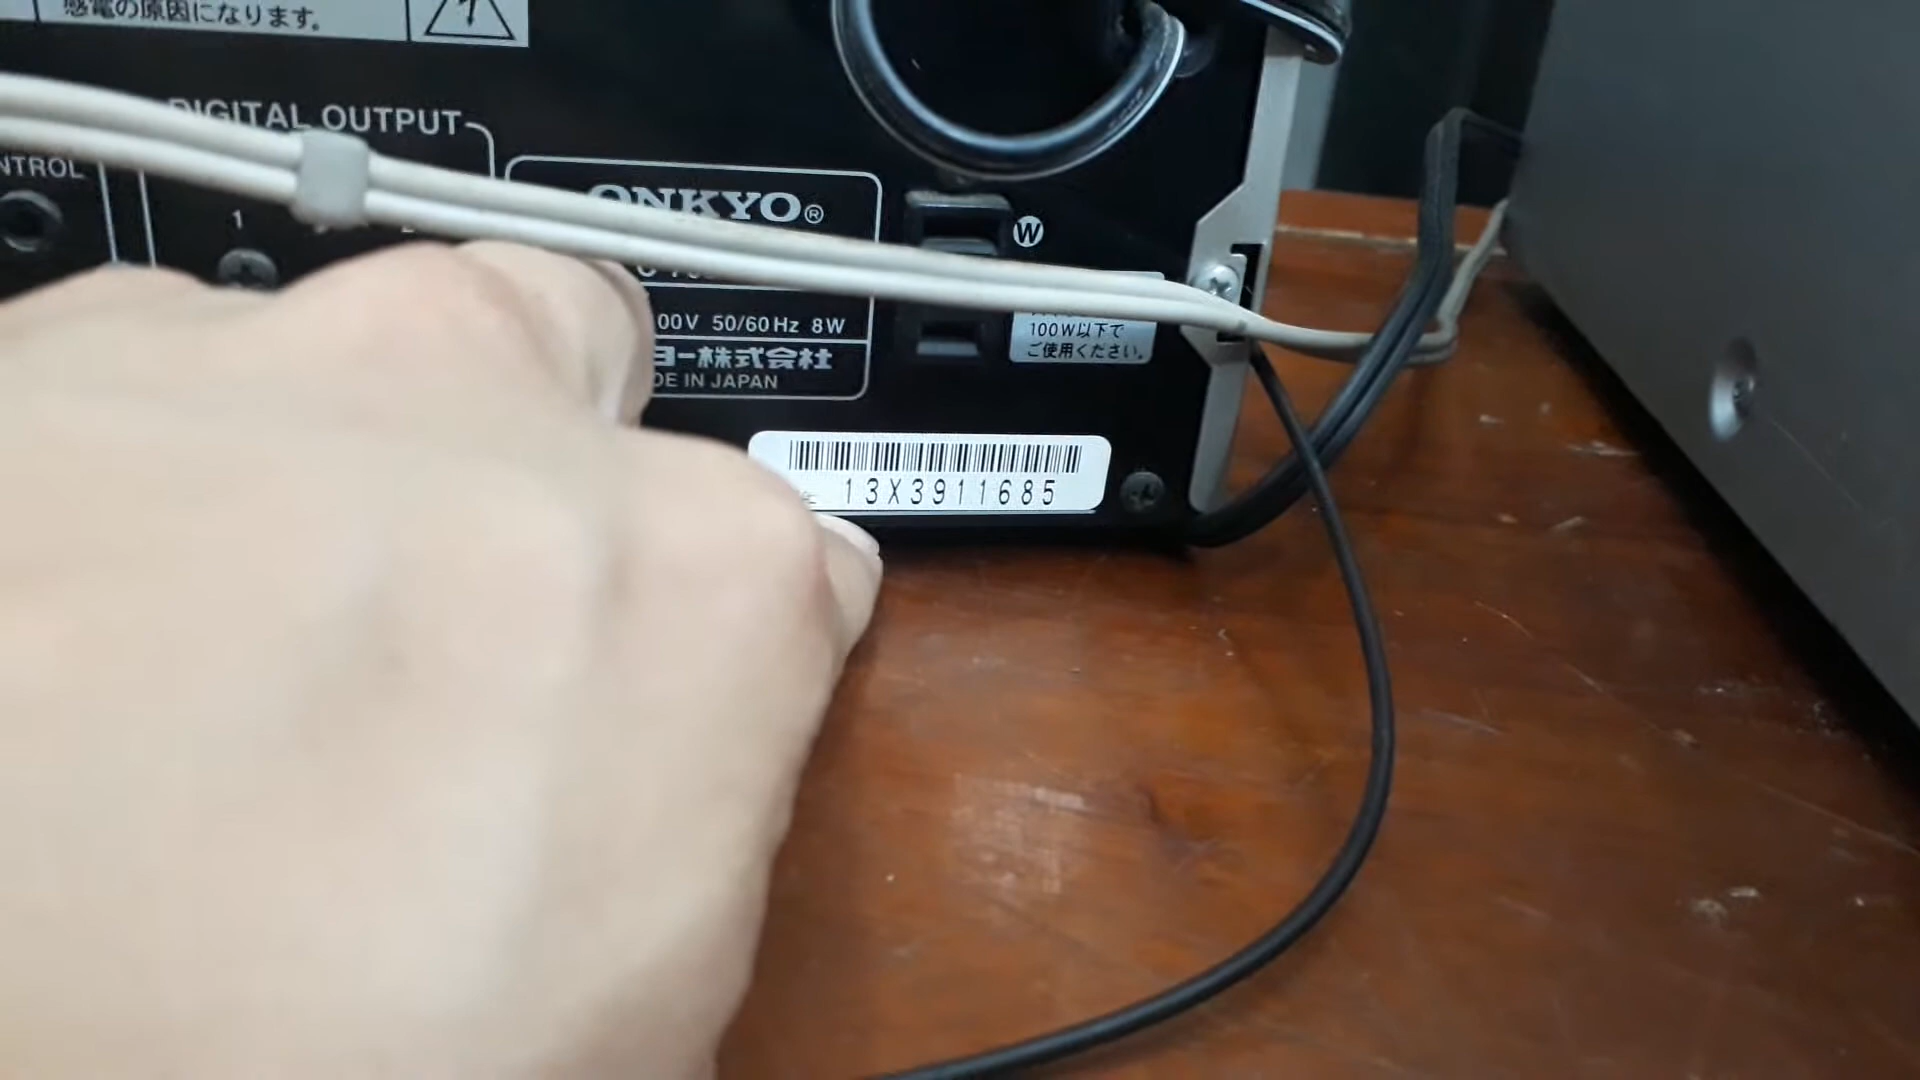 感電の原因になります。
DIGITAL OUTPUT
NTROL
1
ONKYO®
W
00V 50/60Hz 8W
100W以下で
ご使用ください。
ヨー株式会社
DE IN JAPAN
13X3911685